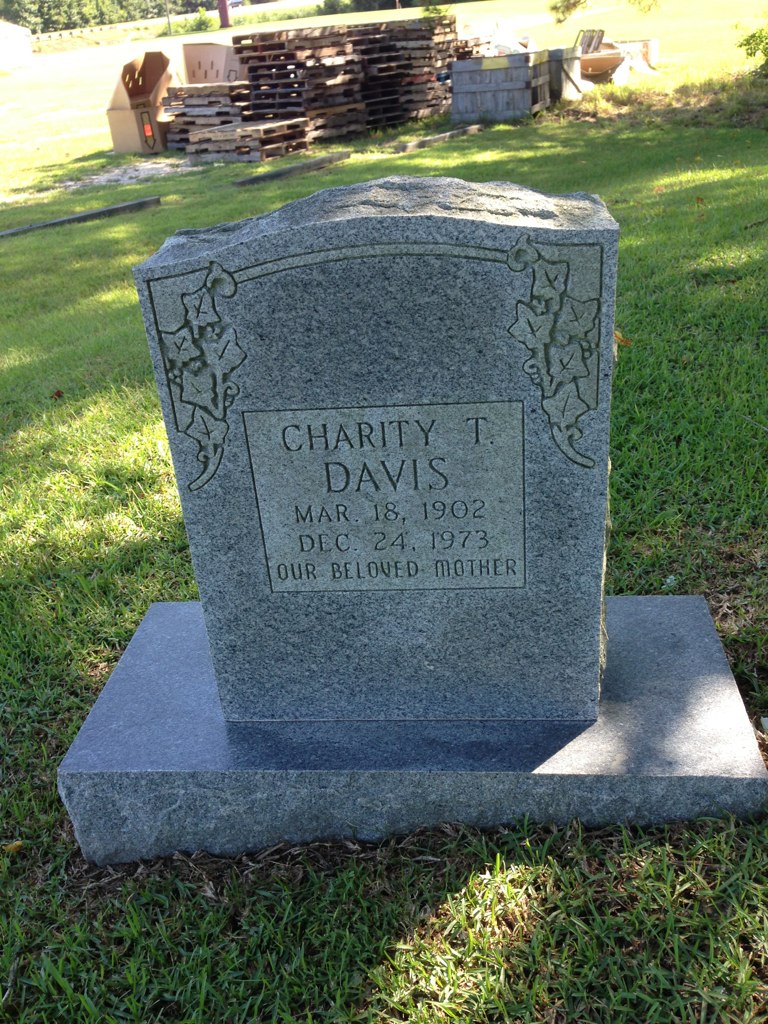 CHARITY T.
DAVIS
MAR. 18, 1902
DEC. 24, 1973
OUR BELOVED MOTHER